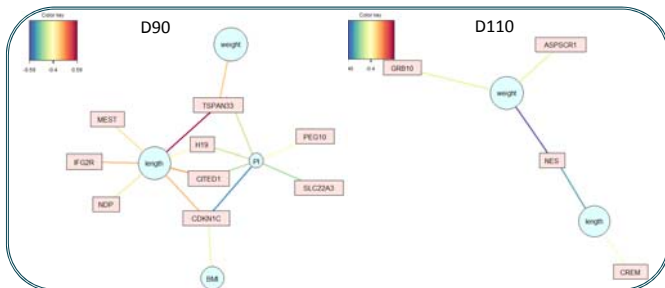 Color key
D90
-0.59
-0.4
0.59
weight
TSPAN33
MEST
H19
PEG10
IFG2R
length
PI
CITED1
SLC22A3
NDP
CDKN1C
BMI
Color key
D110
-0.4
ASPSCR1
GRB10
weight
NES
length
CREM